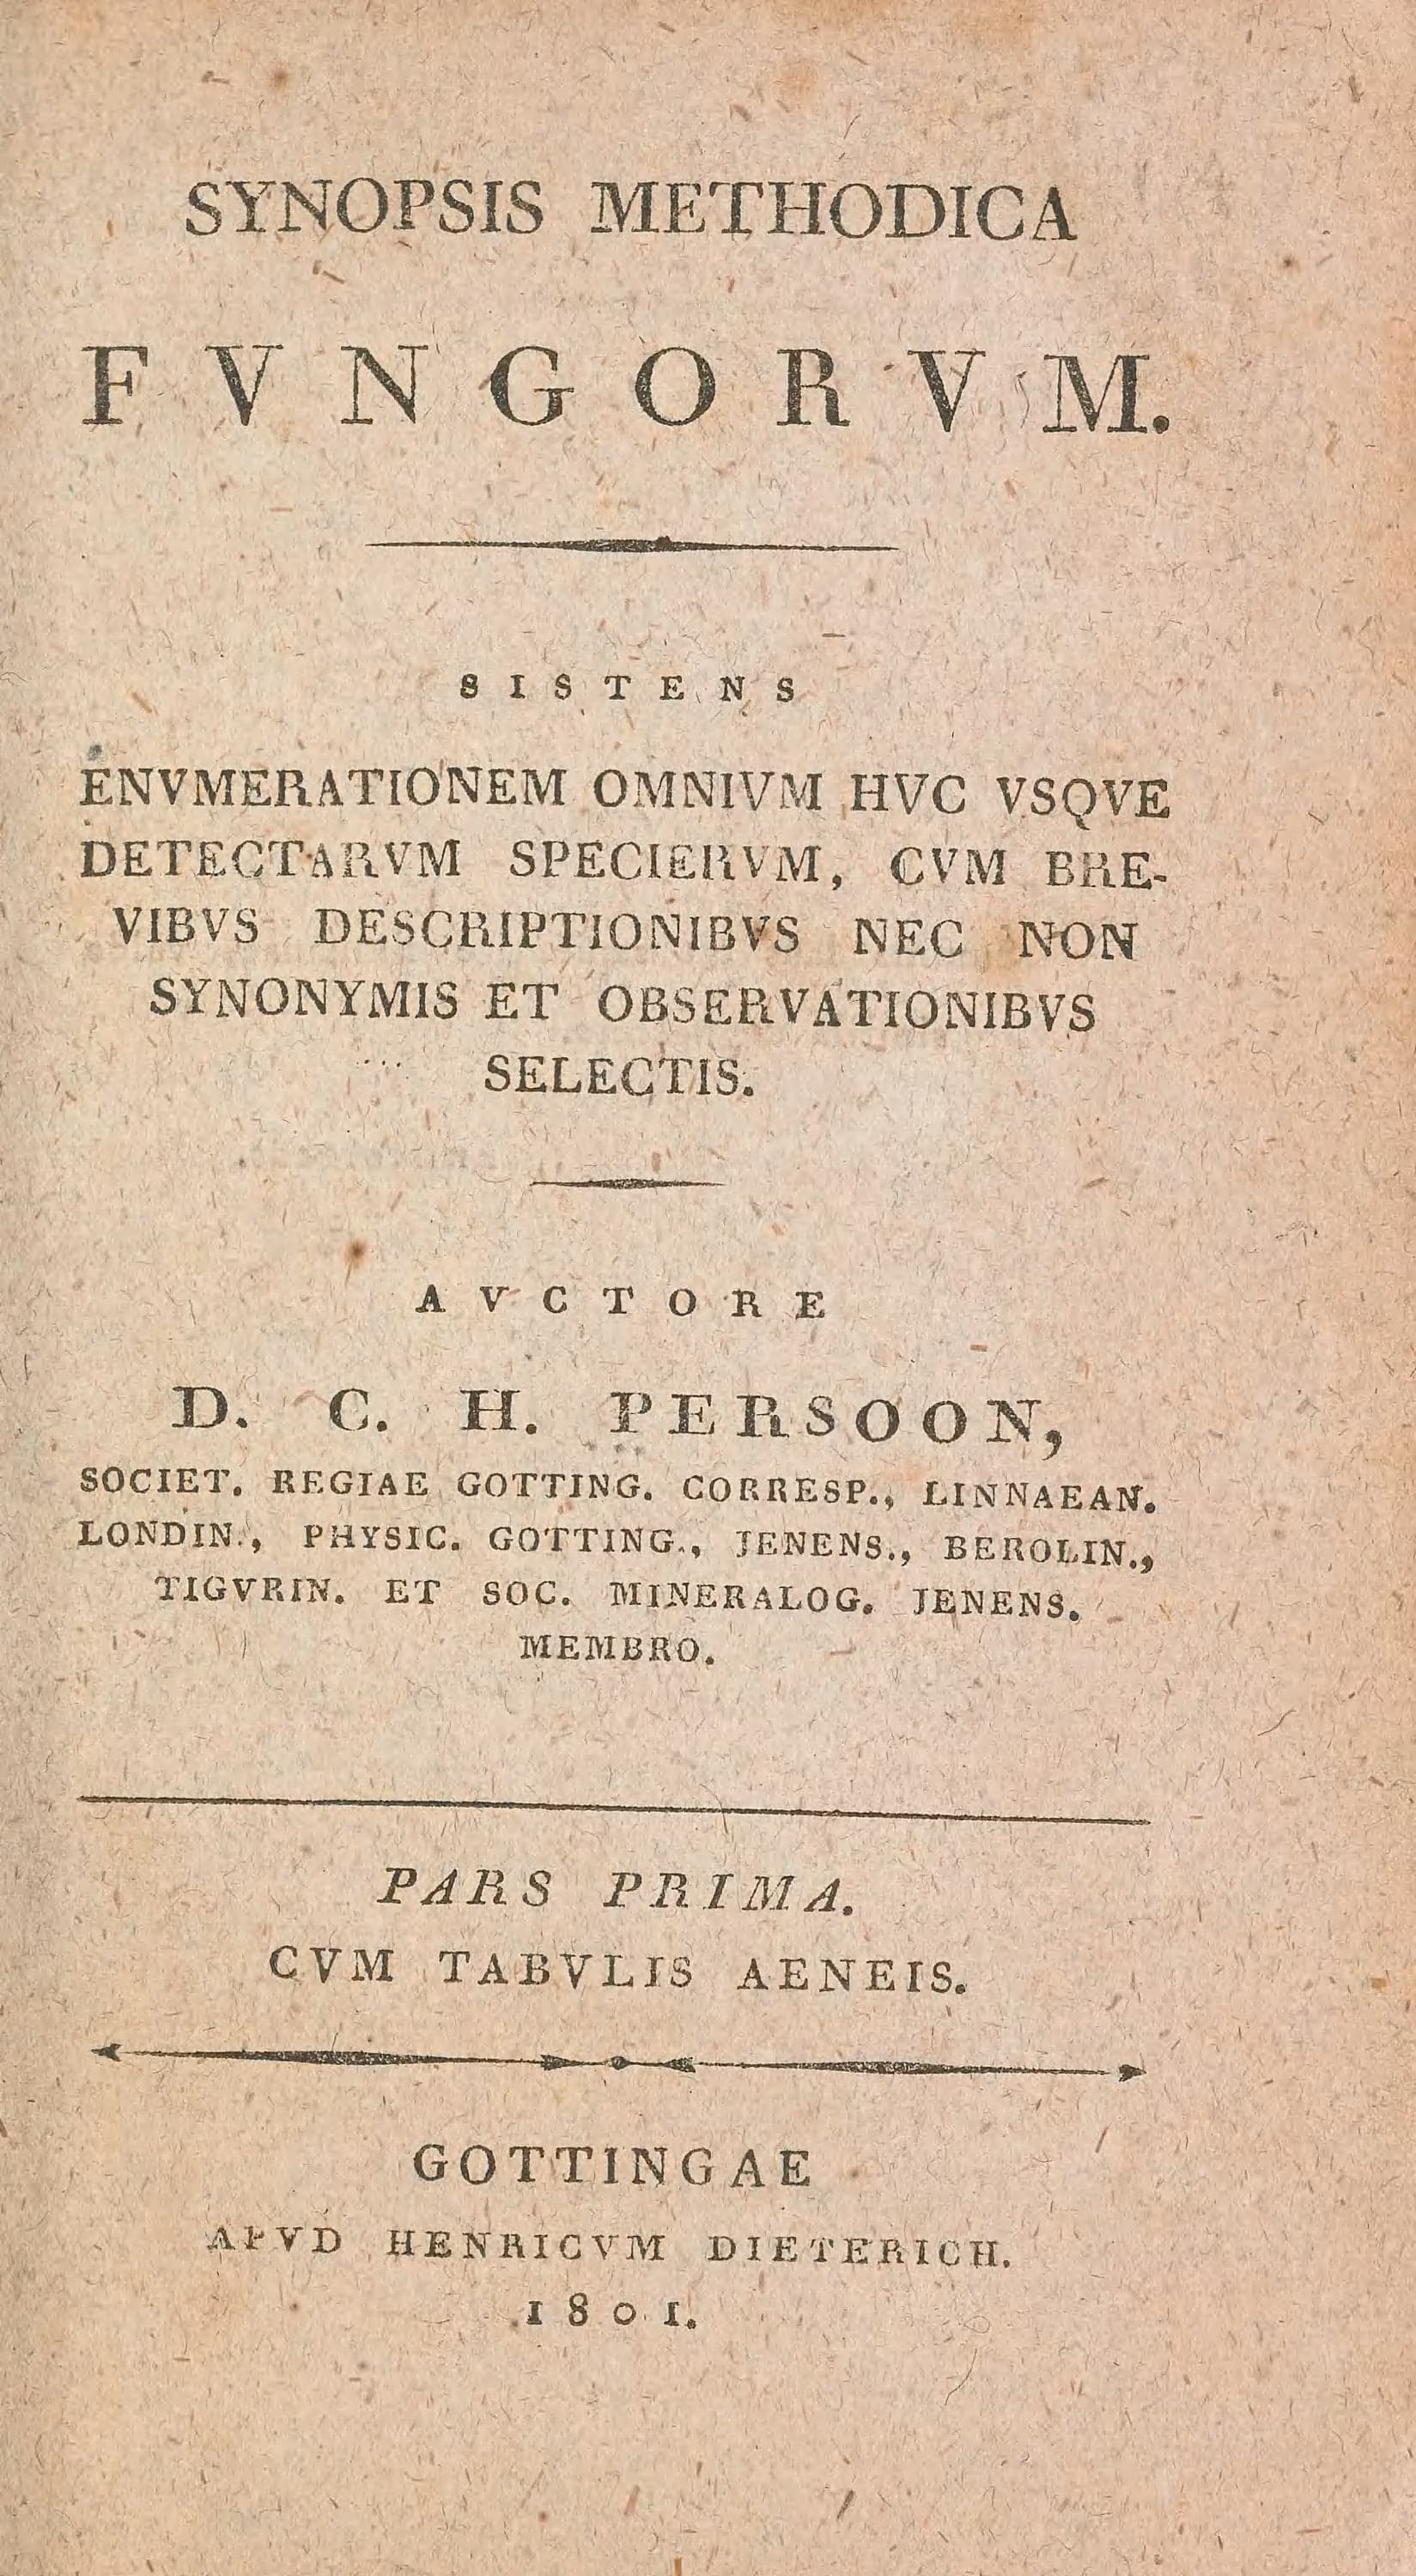 SYNOPSIS METHODICA
FVNGORVM.
SISTENS
ENVMERATIONEM OMNIVM HVC VSQVE
DETECTARVM SPECIERVM, CVM BRE-
VIBVS DESCRIPTIONIBVS NEC NON
SYNONYMIS ET OBSERVATIONIBVS
SELECTIS.
AVCTORE
D. C. H. PERSOON,
SOCIET. REGIAE GOTTING. CORRESP., LINNAEAN.
LONDIN., PHYSIC. GOTTING., JENENS., BEROLIN.,
TIGVRIN. ET SOC. MINERALOG. JENENS.
MEMBRO.
PARS PRIMA.
CVM TABVLIS AENEIS.
GOTTINGAE
APVD HENRICVM DIETERICH.
1801.